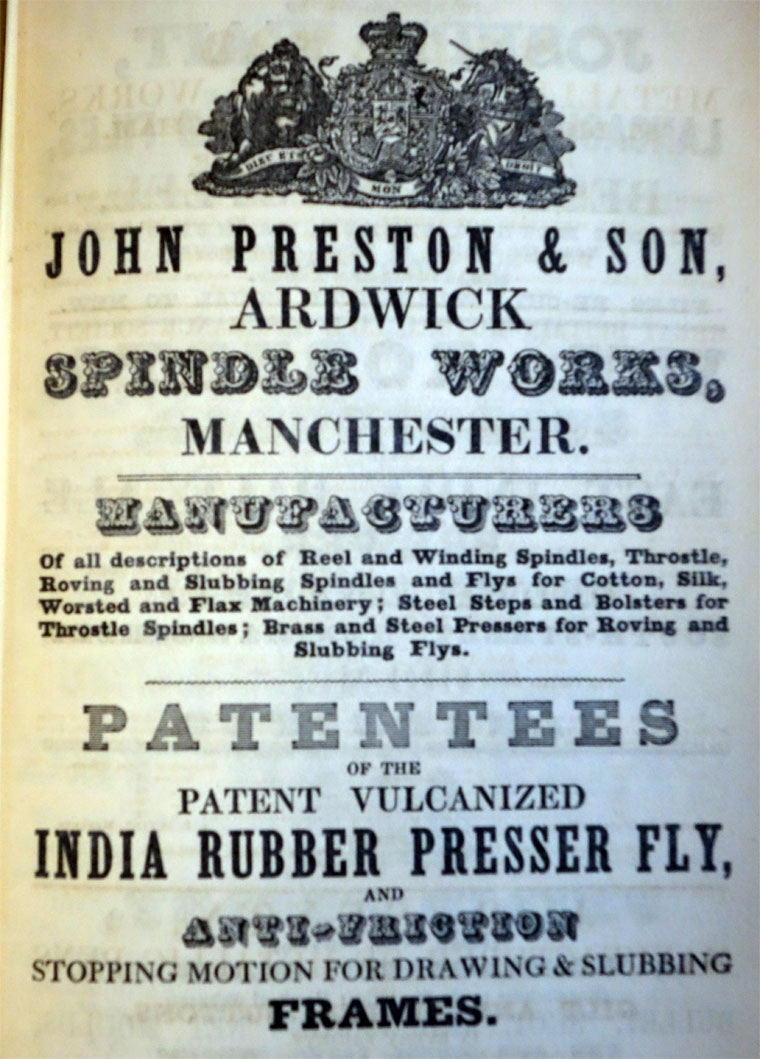 DIEU ET
MON
DROIT
JOHN PRESTON & SON,
ARDWICK
SPINDLE WORKS,
MANCHESTER.
MANUFACTURERS
Of all descriptions of Reel and Winding Spindles, Throstle,
Roving and Slubbing Spindles and Flys for Cotton, Silk,
Worsted and Flax Machinery; Steel Steps and Bolsters for
Throstle Spindles; Brass and Steel Pressers for Roving and
Slubbing Flys.
PATENTEES
OF THE
PATENT VULCANIZED
INDIA RUBBER PRESSER FLY,
AND
ANTI-FRICTION
STOPPING MOTION FOR DRAWING & SLUBBING
FRAMES.